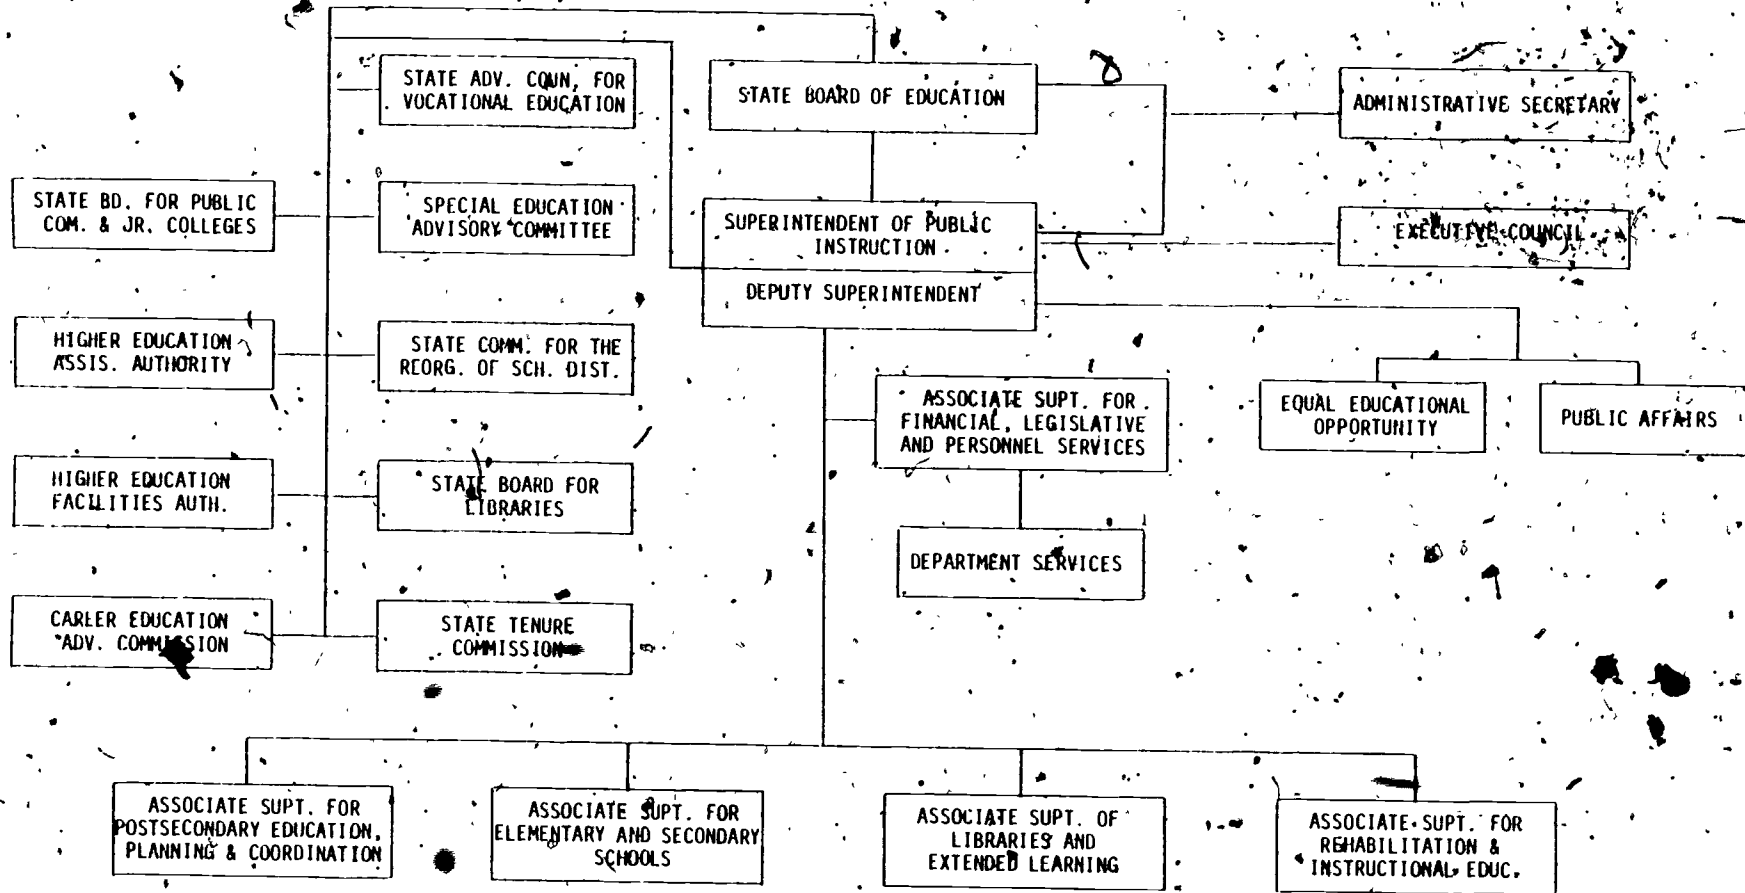 STATE ADV. COUN, FOR
VOCATIONAL EDUCATION
STATE BOARD OF EDUCATION
ADMINISTRATIVE SECRETARY
STATE BD. FOR PUBLIC
COM. & JR. COLLEGES
SPECIAL EDUCATION
ADVISORY COMMITTEE
SUPERINTENDENT OF PUBLIC
INSTRUCTION
DEPUTY SUPERINTENDENT
EXECUTIVE COUNCIL
HIGHER EDUCATION
ASSIS. AUTHORITY
STATE COMM. FOR THE
REORG. OF SCH. DIST.
ASSOCIATE SUPT. FOR
FINANCIAL, LEGISLATIVE
AND PERSONNEL SERVICES
EQUAL EDUCATIONAL
OPPORTUNITY
PUBLIC AFFAIRS
HIGHER EDUCATION
FACILITIES AUTH.
STATE BOARD FOR
LIBRARIES
DEPARTMENT SERVICES
CAREER EDUCATION
ADV. COMMISSION
STATE TENURE
COMMISSION
ASSOCIATE SUPT. FOR
POSTSECONDARY EDUCATION,
PLANNING & COORDINATION
ASSOCIATE SUPT. FOR
ELEMENTARY AND SECONDARY
SCHOOLS
ASSOCIATE SUPT. OF
LIBRARIES AND
EXTENDED LEARNING
ASSOCIATE SUPT. FOR
REHABILITATION &
INSTRUCTIONAL EDUC.